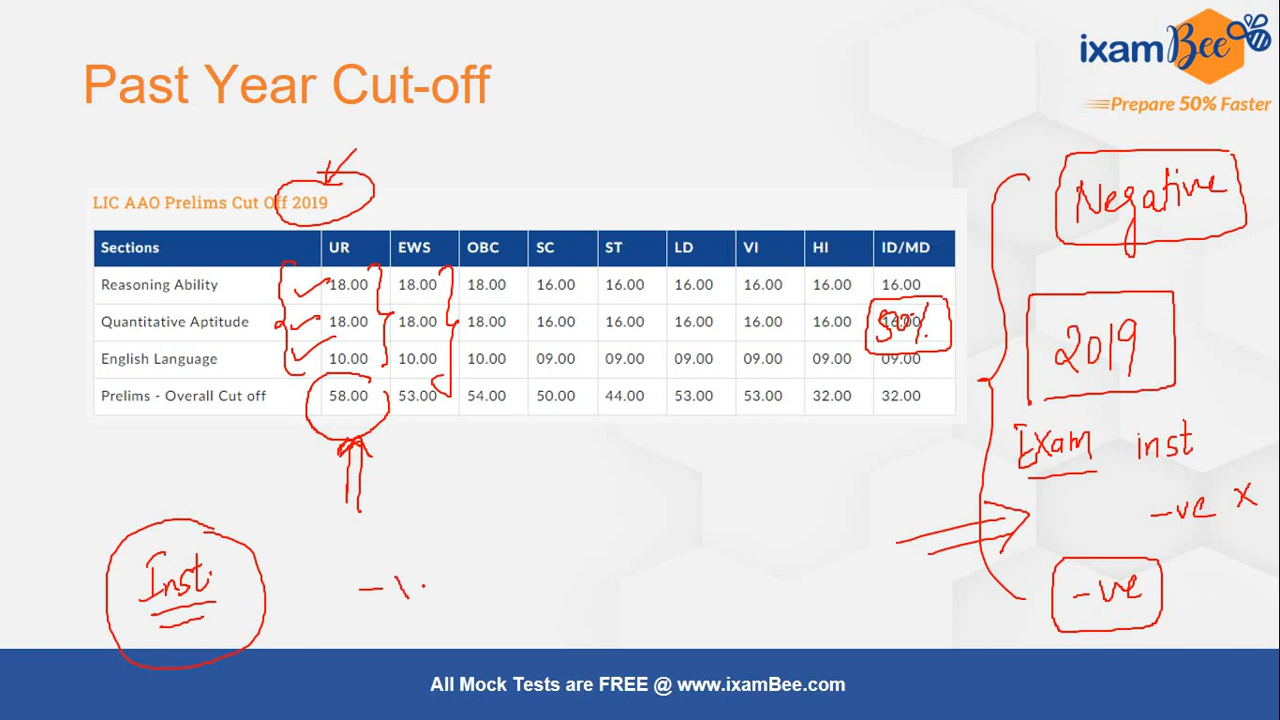 ixamBee
Prepare 50% Faster
Past Year Cut-off
LIC AAO Prelims Cut Off 2019
Sections UR EWS OBC SC ST LD VI HI ID/MD
Reasoning Ability 18.00 18.00 18.00 16.00 16.00 16.00 16.00 16.00 16.00
Quantitative Aptitude 18.00 18.00 18.00 16.00 16.00 16.00 16.00 16.00 16.00
50%
English Language 10.00 10.00 10.00 09.00 09.00 09.00 09.00 09.00 09.00
Prelims - Overall Cut off 58.00 53.00 54.00 50.00 44.00 53.00 53.00 32.00 32.00
Negative
2019
Exam inst
-ve X
-ve
Inst.
All Mock Tests are FREE @ www.ixamBee.com